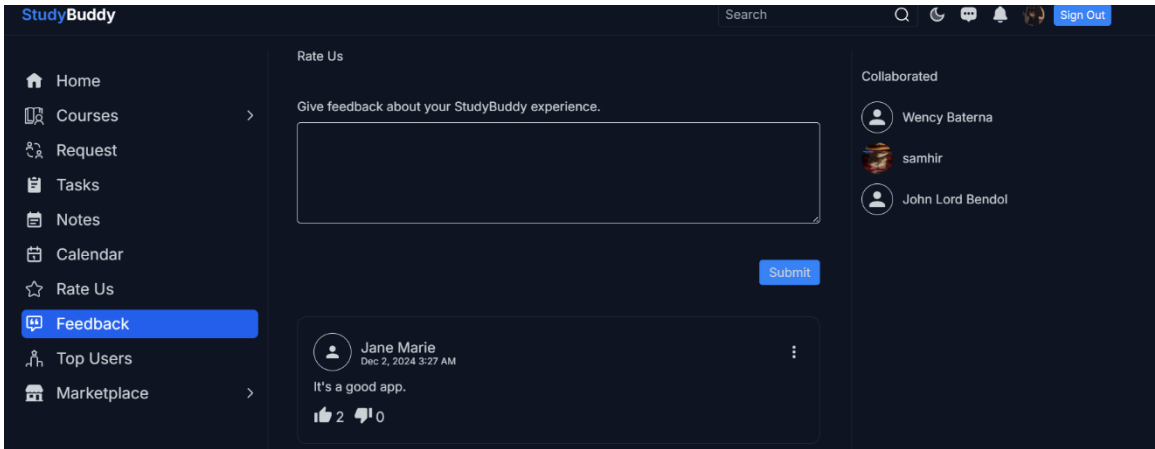 StudyBuddy
Search
Sign Out
Home
Courses
Request
Tasks
Notes
Calendar
Rate Us
Feedback
Top Users
Marketplace
Rate Us
Give feedback about your StudyBuddy experience.
Submit
Jane Marie
Dec 2, 2024 3:27 AM
It's a good app.
2 0
Collaborated
Wency Baterna
samhir
John Lord Bendol